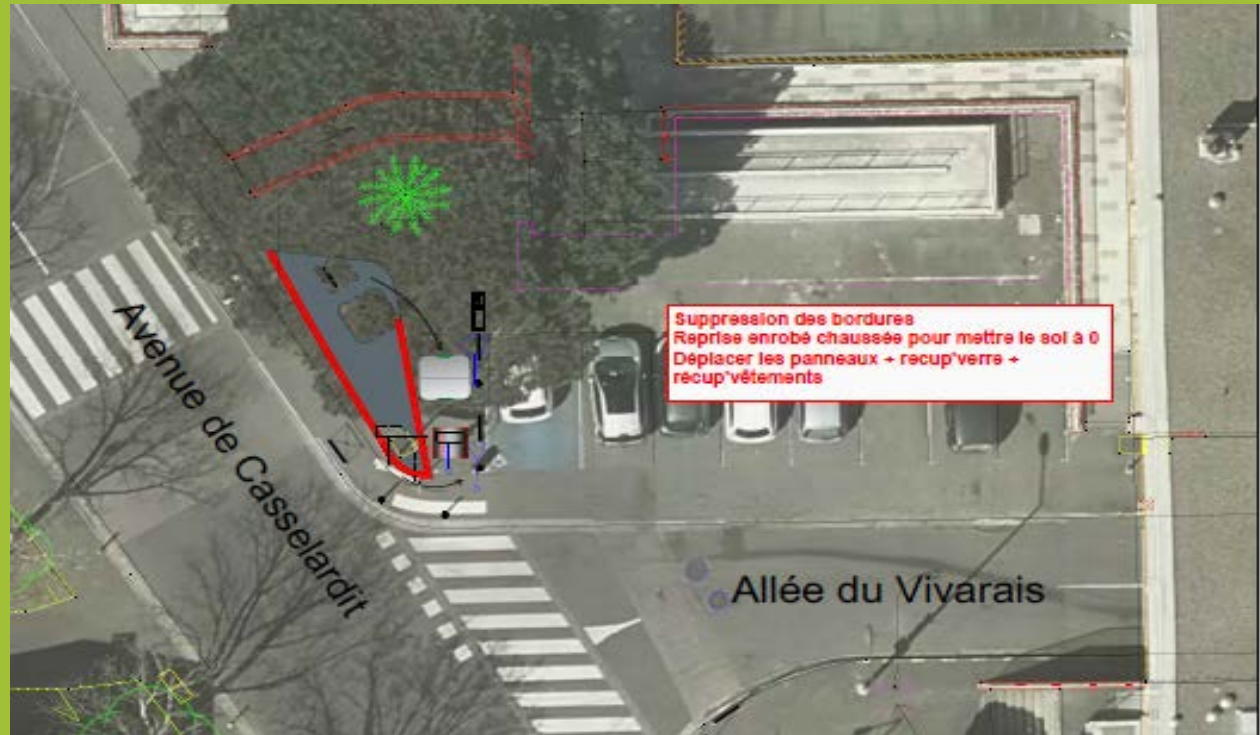 Suppression des bordures
Reprise enrobé chaussée pour mettre le sol à 0
Déplacer les panneaux + recup'verre +
récup'vêtements
Avenue de Casselardit
Allée du Vivarais